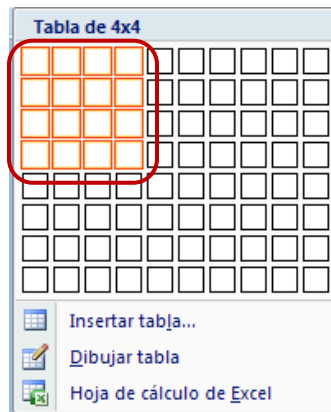 Tabla de 4x4
Insertar tabla...
Dibujar tabla
Hoja de cálculo de Excel